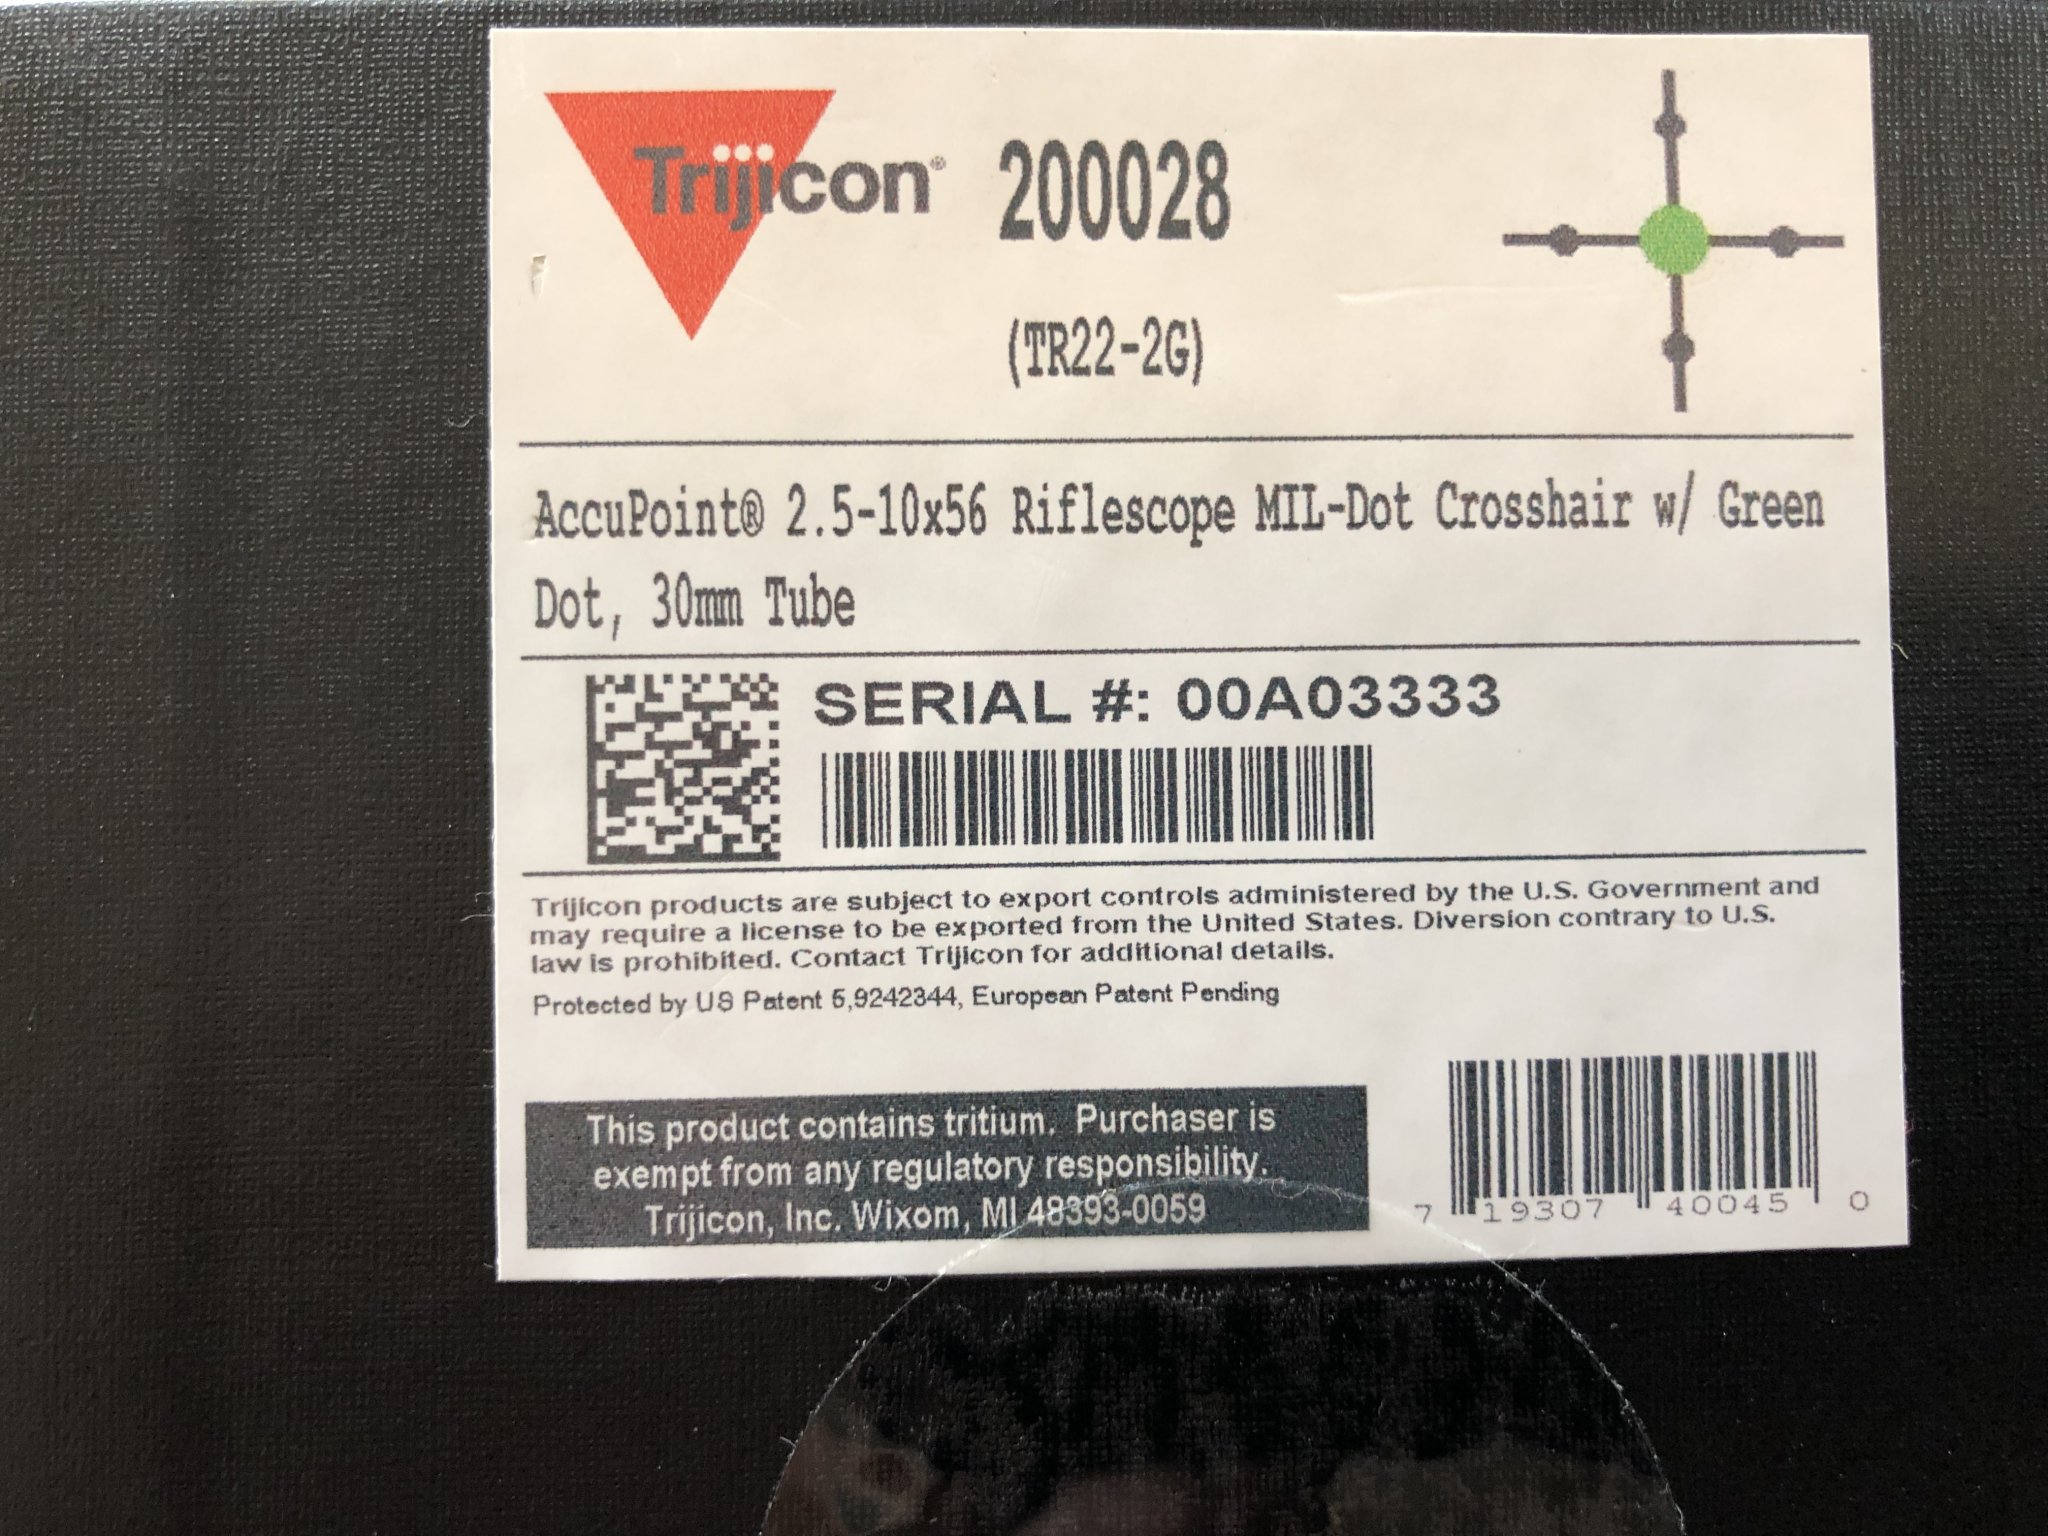 Trijicon®
200028
(TR22-2G)
AccuPoint® 2.5-10x56 Riflescope MIL-Dot Crosshair w/ Green
Dot, 30mm Tube
SERIAL #: 00A03333
Trijicon products are subject to export controls administered by the U.S. Government and
may require a license to be exported from the United States. Diversion contrary to U.S.
law is prohibited. Contact Trijicon for additional details.
Protected by US Patent 5,9242344, European Patent Pending
This product contains tritium. Purchaser is
exempt from any regulatory responsibility.
Trijicon, Inc. Wixom, MI 48393-0059
7 19307 40045 0